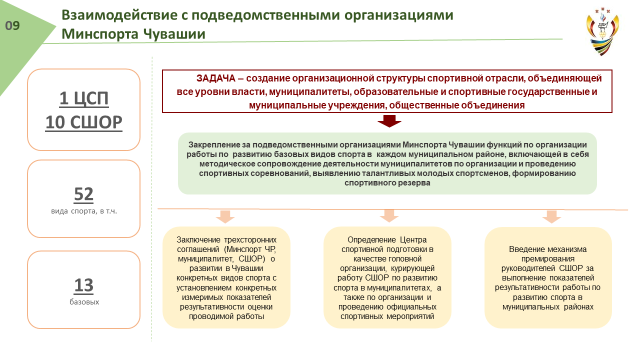 09
Взаимодействие с подведомственными организациями
Минспорта Чувашии
1 ЦСП
10 СШОР
52
вида спорта, в т.ч.
13
базовых
ЗАДАЧА – создание организационной структуры спортивной отрасли, объединяющей
все уровни власти, муниципалитеты, образовательные и спортивные государственные и
муниципальные учреждения, общественные объединения
Закрепление за подведомственными организациями Минспорта Чувашии функций по организации
работы по развитию базовых видов спорта в каждом муниципальном районе, включающей в себя
методическое сопровождение деятельности муниципалитетов по организации и проведению
спортивных соревнований, выявлению талантливых молодых спортсменов, формированию
спортивного резерва
Заключение трехсторонних
соглашений (Минспорт ЧР,
муниципалитет, СШОР) о
развитии в Чувашии
конкретных видов спорта с
установлением конкретных
измеримых показателей
результативности оценки
проводимой работы
Определение Центра
спортивной подготовки в
качестве головной
организации, курирующей
работу СШОР по развитию
спорта в муниципалитетах, а
также по организации и
проведению официальных
спортивных мероприятий
Введение механизма
премирования
руководителей СШОР за
выполнение показателей
результативности работы по
развитию спорта в
муниципальных районах